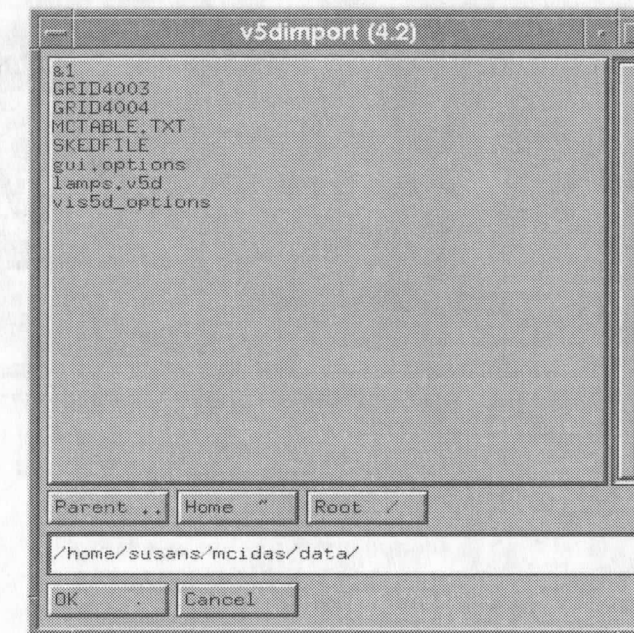 v5dimport (4.2)
&1
GRID4003
GRID4004
MCTABLE.TXT
SKEDFILE
gui.options
lamps.v5d
vis5d_options
Parent .. Home ~ Root /
/home/susans/mcidas/data/
OK Cancel